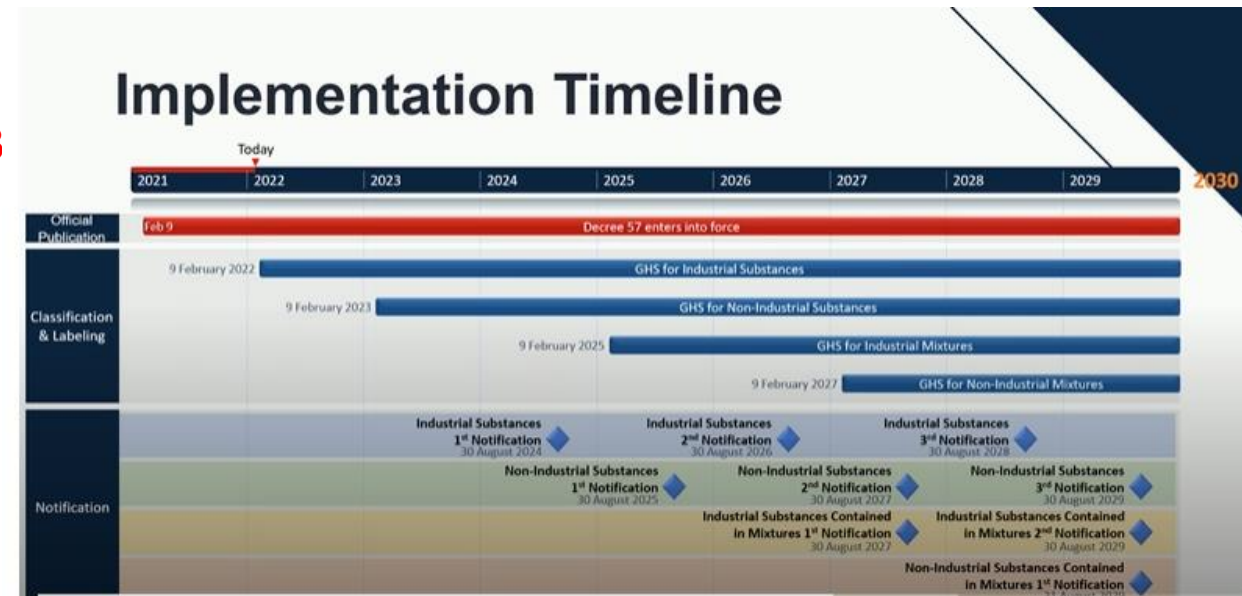 Implementation Timeline
Today
2021 2022 2023 2024 2025 2026 2027 2028 2029 2030
Official
Publication
Feb 9
Decree 57 enters into force
Classification
& Labeling
9 February 2022
GHS for Industrial Substances
9 February 2023
GHS for Non-Industrial Substances
9 February 2025
GHS for Industrial Mixtures
9 February 2027
GHS for Non-Industrial Mixtures
Notification
Industrial Substances
1st Notification
30 August 2024
Industrial Substances
2nd Notification
30 August 2026
Industrial Substances
3rd Notification
30 August 2028
Non-Industrial Substances
1st Notification
30 August 2025
Non-Industrial Substances
2nd Notification
30 August 2027
Non-Industrial Substances
3rd Notification
30 August 2029
Industrial Substances Contained
in Mixtures 1st Notification
30 August 2027
Industrial Substances Contained
in Mixtures 2nd Notification
30 August 2029
Non-Industrial Substances Contained
in Mixtures 1st Notification